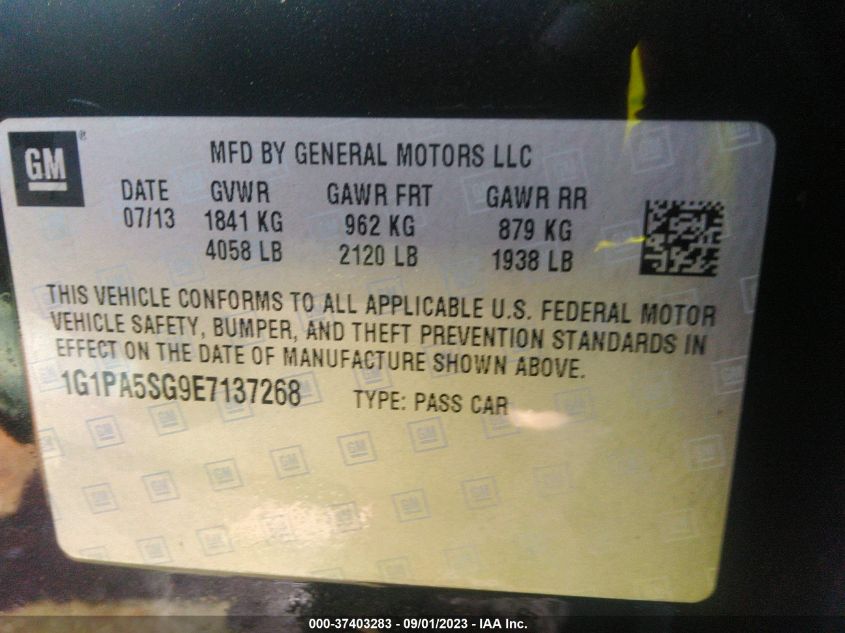 GM ®
MFD BY GENERAL MOTORS LLC
DATE GVWR GAWR FRT GAWR RR
07/13 1841 KG 962 KG 879 KG
4058 LB 2120 LB 1938 LB
THIS VEHICLE CONFORMS TO ALL APPLICABLE U.S. FEDERAL MOTOR
VEHICLE SAFETY, BUMPER, AND THEFT PREVENTION STANDARDS IN
EFFECT ON THE DATE OF MANUFACTURE SHOWN ABOVE.
1G1PA5SG9E7137268 TYPE: PASS CAR
000-37403283 - 09/01/2023 - IAA Inc.